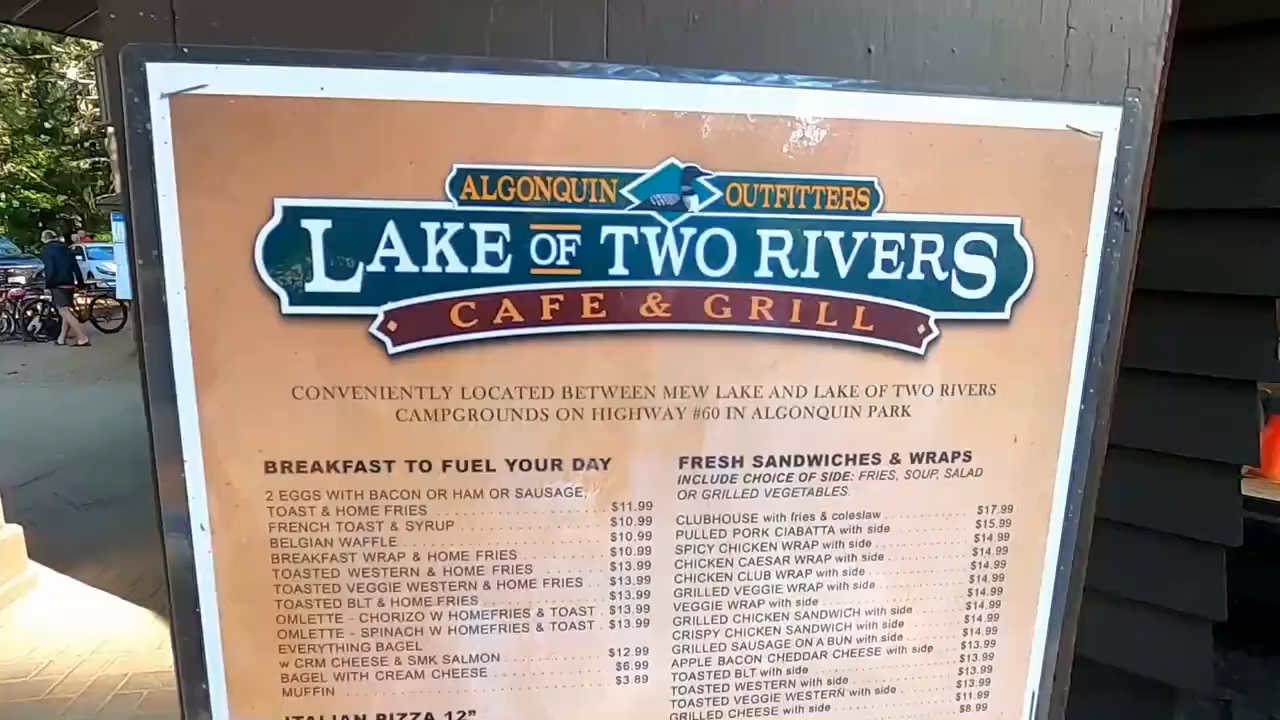 ALGONQUIN OUTFITTERS
LAKE OF TWO RIVERS
CAFE & GRILL
CONVENIENTLY LOCATED BETWEEN MEW LAKE AND LAKE OF TWO RIVERS
CAMPGROUNDS ON HIGHWAY #60 IN ALGONQUIN PARK
BREAKFAST TO FUEL YOUR DAY
2 EGGS WITH BACON OR HAM OR SAUSAGE,
TOAST & HOME FRIES $11.99
FRENCH TOAST & SYRUP $10.99
BELGIAN WAFFLE $10.99
BREAKFAST WRAP & HOME FRIES $10.99
TOASTED WESTERN & HOME FRIES $13.99
TOASTED VEGGIE WESTERN & HOME FRIES $13.99
TOASTED BLT & HOME FRIES $13.99
OMLETTE - CHORIZO W HOMEFRIES & TOAST $13.99
OMLETTE - SPINACH W HOMEFRIES & TOAST $13.99
EVERYTHING BAGEL
w CRM CHEESE & SMK SALMON $12.99
BAGEL WITH CREAM CHEESE $6.99
MUFFIN $3.89
ITALIAN PIZZA 12"
FRESH SANDWICHES & WRAPS
INCLUDE CHOICE OF SIDE: FRIES, SOUP, SALAD
OR GRILLED VEGETABLES.
CLUBHOUSE with fries & coleslaw $17.99
PULLED PORK CIABATTA with side $15.99
SPICY CHICKEN WRAP with side $14.99
CHICKEN CAESAR WRAP with side $14.99
CHICKEN CLUB WRAP with side $14.99
GRILLED VEGGIE WRAP with side $14.99
VEGGIE WRAP with side $14.99
GRILLED CHICKEN SANDWICH with side $14.99
CRISPY CHICKEN SANDWICH with side $14.99
GRILLED SAUSAGE ON A BUN with side $14.99
APPLE BACON CHEDDAR CHEESE with side $13.99
TOASTED BLT with side $13.99
TOASTED WESTERN with side $13.99
TOASTED VEGGIE WESTERN with side $11.99
GRILLED CHEESE with side $8.99